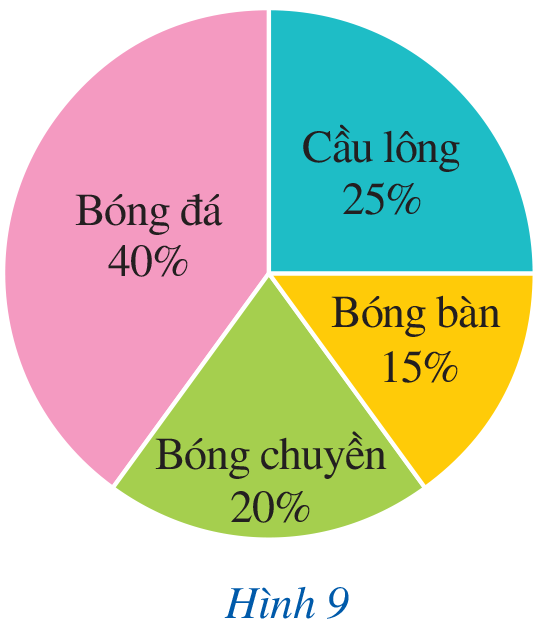 Cầu lông
25%
Bóng đá
40%
Bóng bàn
15%
Bóng chuyền
20%
Hình 9